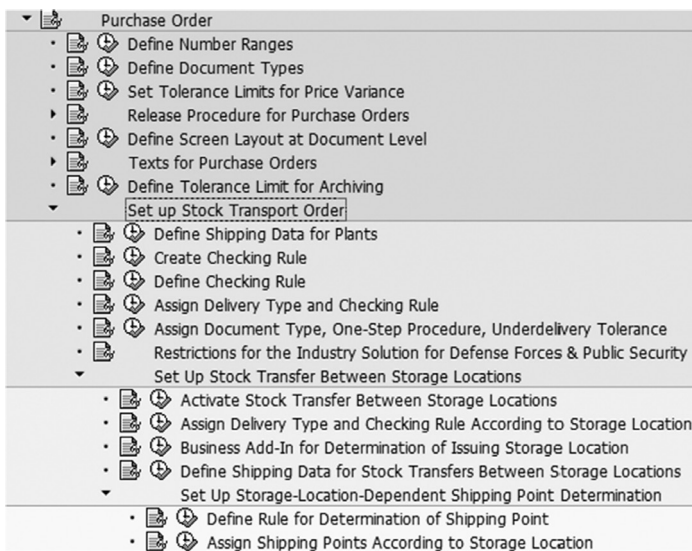 Purchase Order
Define Number Ranges
Define Document Types
Set Tolerance Limits for Price Variance
Release Procedure for Purchase Orders
Define Screen Layout at Document Level
Texts for Purchase Orders
Define Tolerance Limit for Archiving
Set up Stock Transport Order
Define Shipping Data for Plants
Create Checking Rule
Define Checking Rule
Assign Delivery Type and Checking Rule
Assign Document Type, One-Step Procedure, Underdelivery Tolerance
Restrictions for the Industry Solution for Defense Forces & Public Security
Set Up Stock Transfer Between Storage Locations
Activate Stock Transfer Between Storage Locations
Assign Delivery Type and Checking Rule According to Storage Location
Business Add-In for Determination of Issuing Storage Location
Define Shipping Data for Stock Transfers Between Storage Locations
Set Up Storage-Location-Dependent Shipping Point Determination
Define Rule for Determination of Shipping Point
Assign Shipping Points According to Storage Location